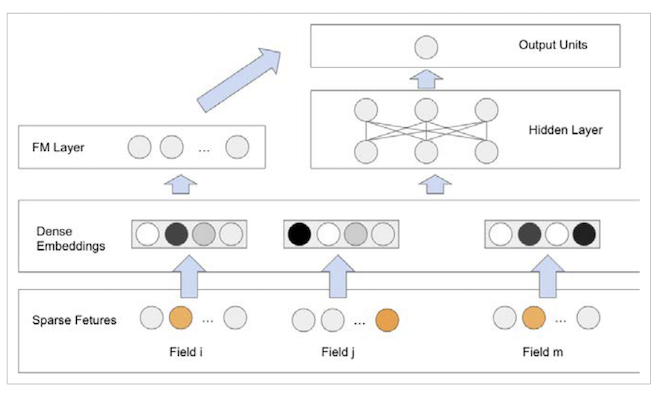 Output Units
Hidden Layer
FM Layer
...
Dense
Embeddings
Sparse Fetures
...
...
...
Field i
Field j
Field m